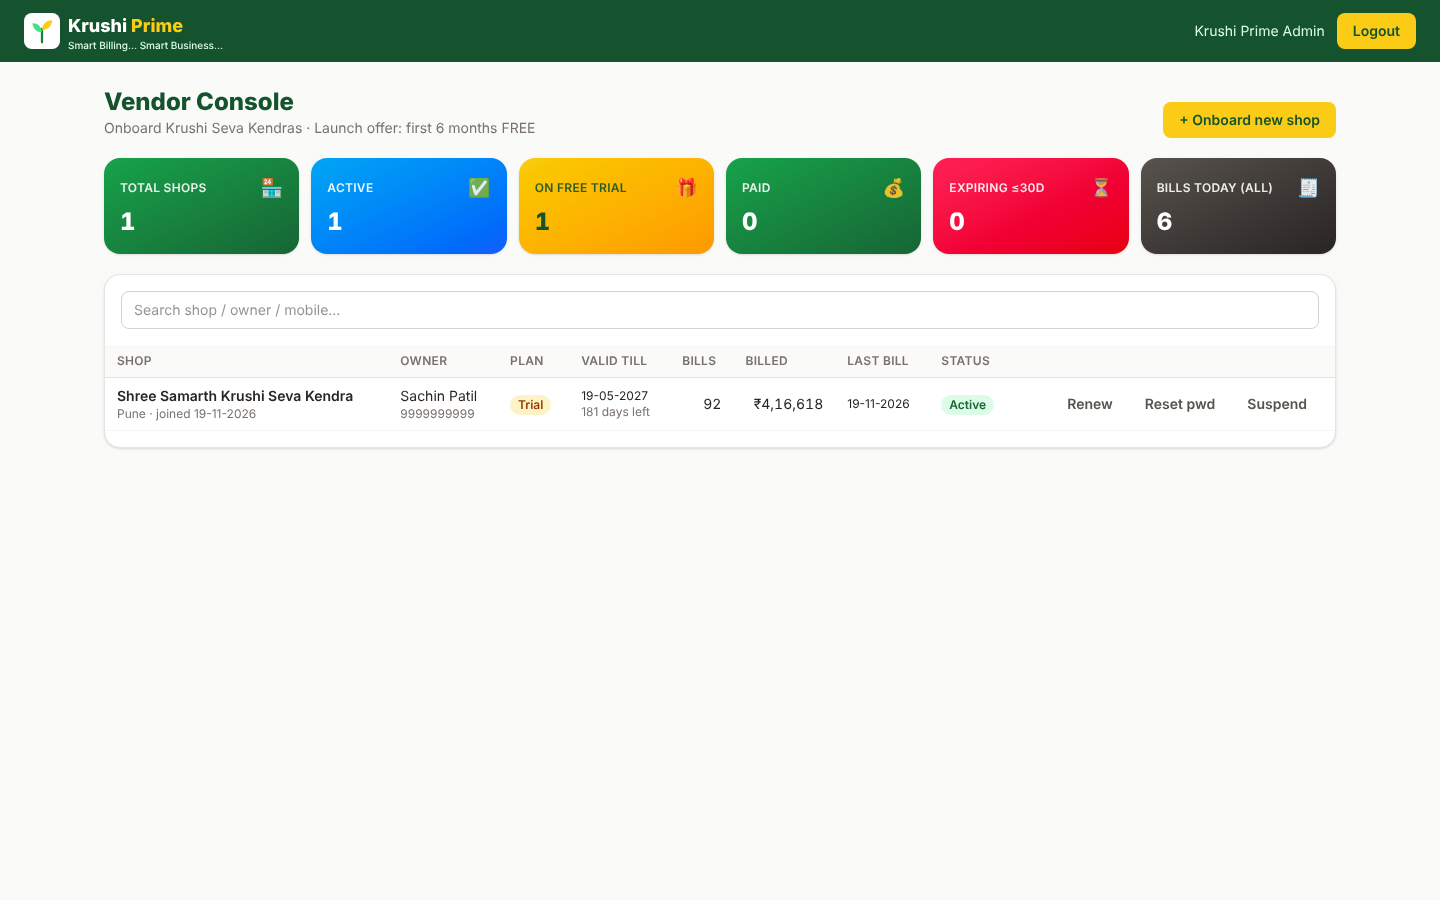 Krushi Prime
Smart Billing... Smart Business...
Krushi Prime Admin
Logout
Vendor Console
Onboard Krushi Seva Kendras · Launch offer: first 6 months FREE
+ Onboard new shop
TOTAL SHOPS
1
ACTIVE
1
ON FREE TRIAL
1
PAID
0
EXPIRING ≤30D
0
BILLS TODAY (ALL)
6
Search shop / owner / mobile...
SHOP OWNER PLAN VALID TILL BILLS BILLED LAST BILL STATUS
Shree Samarth Krushi Seva Kendra Sachin Patil Trial 19-05-2027 92 ₹4,16,618 19-11-2026 Active Renew Reset pwd Suspend
Pune · joined 19-11-2026 9999999999 181 days left